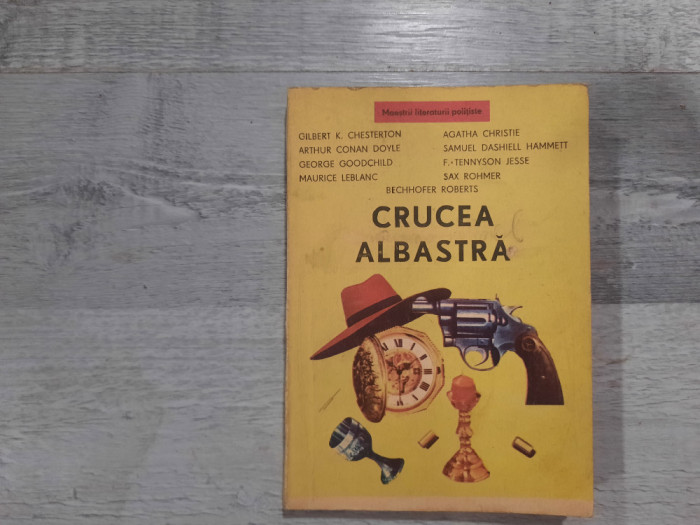 Maeștrii literaturii polițiste
GILBERT K. CHESTERTON
ARTHUR CONAN DOYLE
GEORGE GOODCHILD
MAURICE LEBLANC
AGATHA CHRISTIE
SAMUEL DASHIELL HAMMETT
F. TENNYSON JESSE
SAX ROHMER
BECHHOFER ROBERTS
CRUCEA
ALBASTRĂ